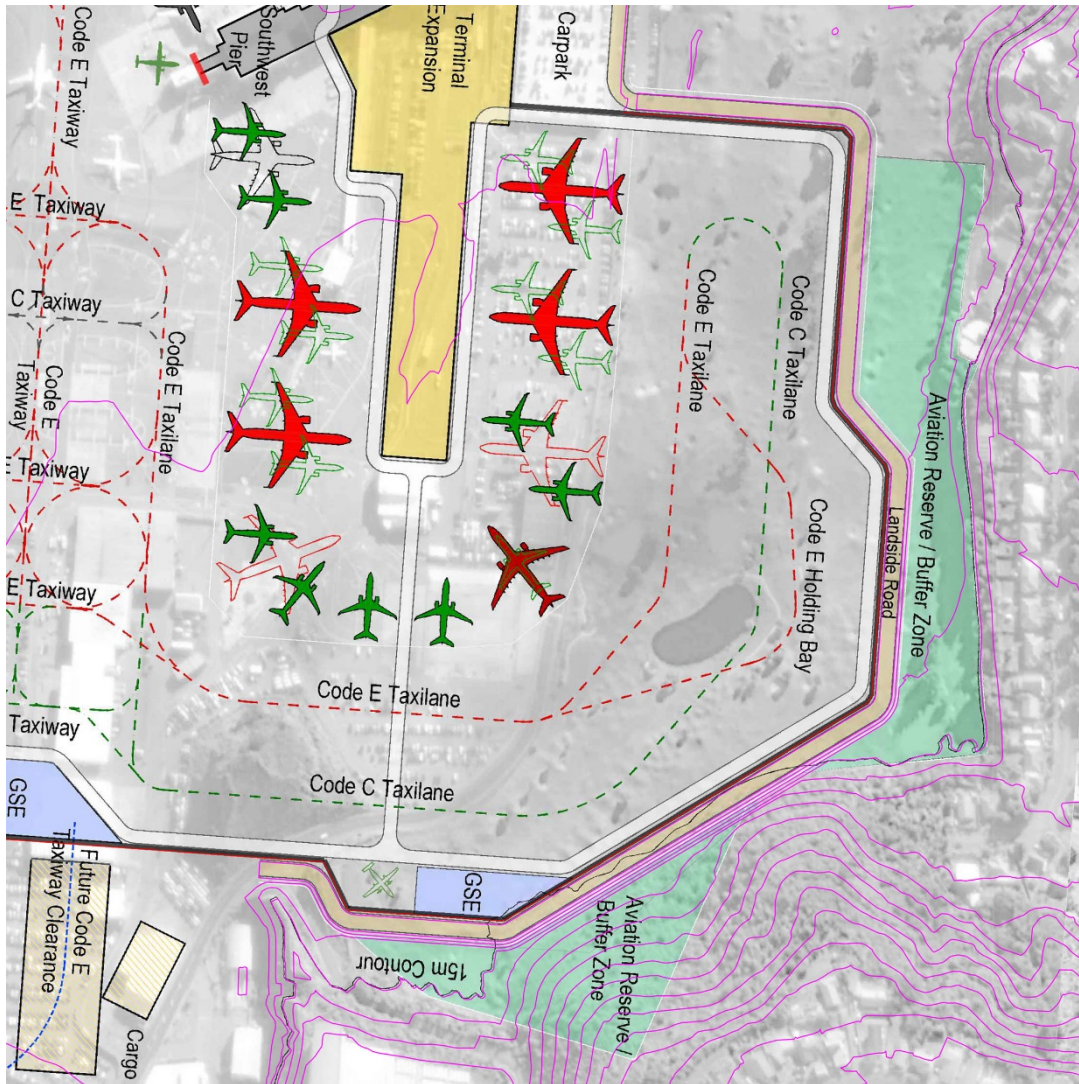 Code E Taxiway
Southwest
Pier
Terminal
Expansion
Carpark
E Taxiway
C Taxiway
Code E
Taxiway
Code E Taxilane
E Taxiway
E Taxiway
Taxiway
Code E Taxilane
Code C Taxilane
Code E Holding Bay
Landside Road
Aviation Reserve / Buffer Zone
Code E Taxilane
Code C Taxilane
GSE
GSE
Future Code E
Taxiway Clearance
Cargo
15m Contour
Aviation Reserve /
Buffer Zone